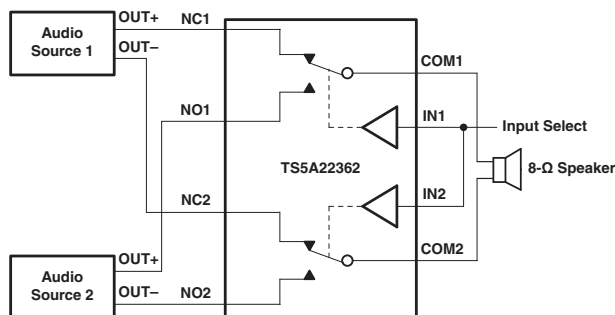 Audio
Source 1
OUT+
OUT–
NC1
NO1
NC2
NO2
Audio
Source 2
OUT+
OUT–
TS5A22362
COM1
IN1
IN2
COM2
Input Select
8-Ω Speaker